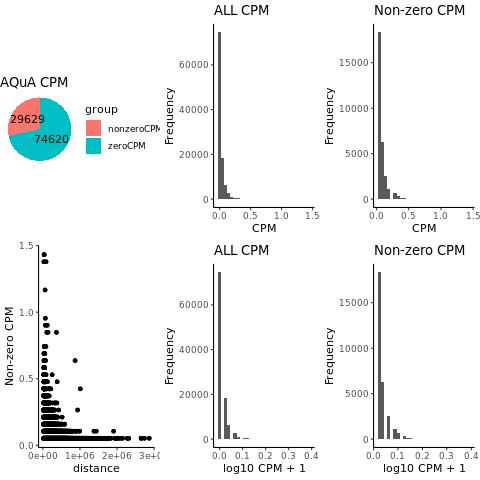 AQuA CPM
29629
74620
group
nonzeroCPM
zeroCPM
ALL CPM
Frequency
60000
40000
20000
0
0.0 0.5 1.0 1.5
CPM
Non-zero CPM
Frequency
15000
10000
5000
0
0.0 0.5 1.0 1.5
CPM
Non-zero CPM
1.5
1.0
0.5
0.0
0e+00 1e+06 2e+06 3e+0
distance
ALL CPM
Frequency
60000
40000
20000
0
0.0 0.1 0.2 0.3 0.4
log10 CPM + 1
Non-zero CPM
Frequency
15000
10000
5000
0
0.0 0.1 0.2 0.3 0.4
log10 CPM + 1